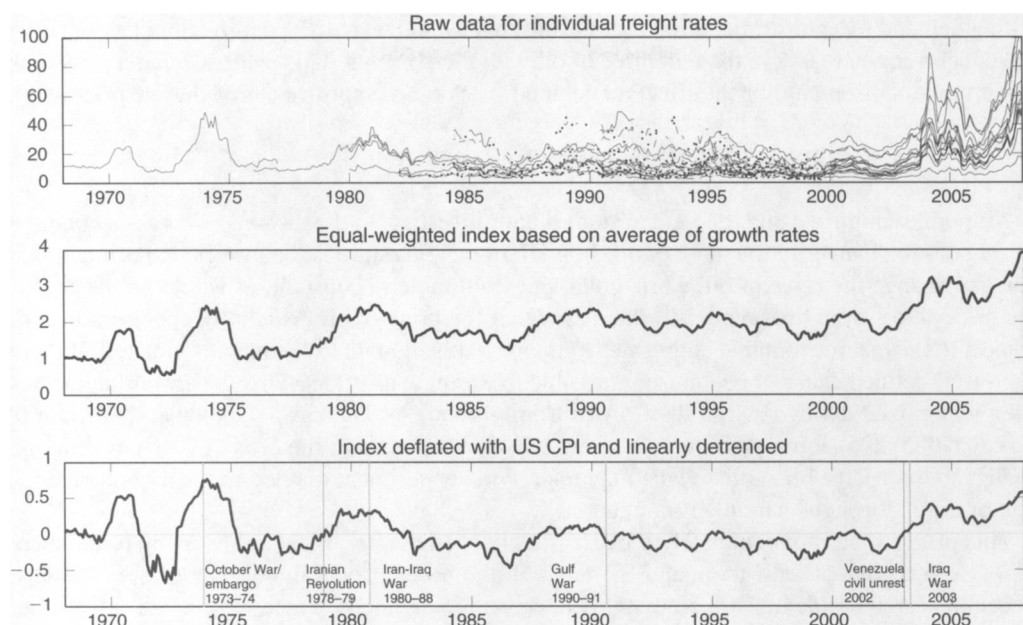 Raw data for individual freight rates
100
80
60
40
20
0
1970 1975 1980 1985 1990 1995 2000 2005
Equal-weighted index based on average of growth rates
4
3
2
1
0
1970 1975 1980 1985 1990 1995 2000 2005
Index deflated with US CPI and linearly detrended
1
0.5
0
−0.5
−1
October War/
embargo
1973–74
Iranian
Revolution
1978–79
Iran-Iraq
War
1980–88
Gulf
War
1990–91
Venezuela
civil unrest
2002
Iraq
War
2003
1970 1975 1980 1985 1990 1995 2000 2005